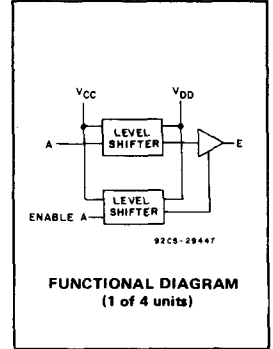 VCC VDD
LEVEL
SHIFTER
A E
LEVEL
SHIFTER
ENABLE A
92CS-29447
FUNCTIONAL DIAGRAM
(1 of 4 units)